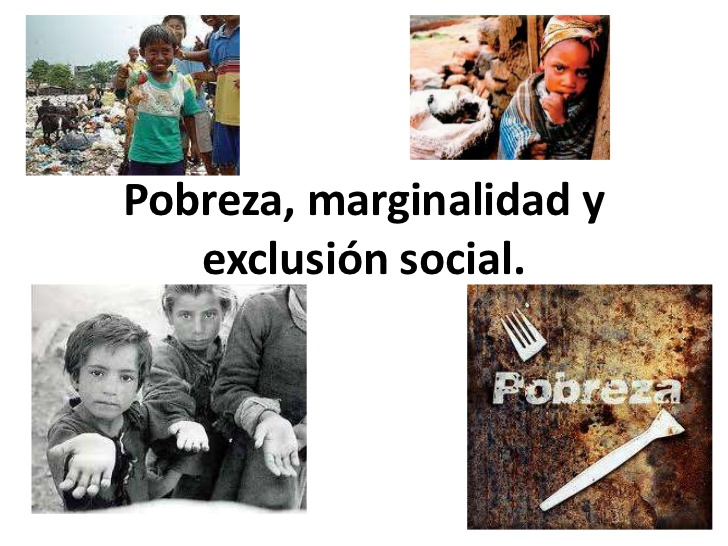 Pobreza, marginalidad y
exclusión social.
Pobreza